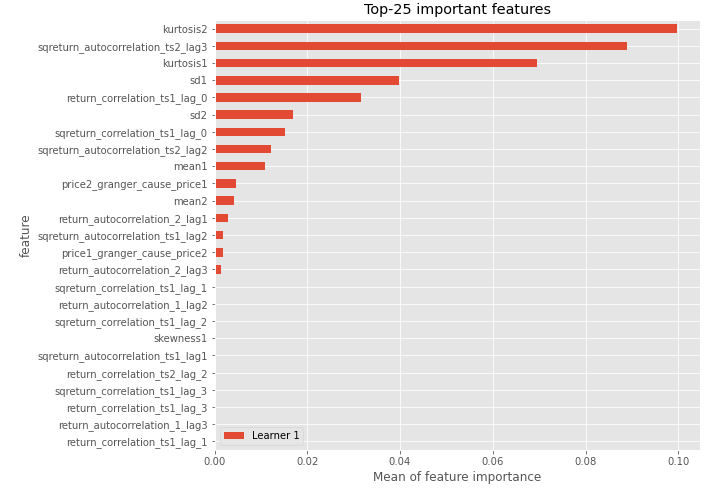 Top-25 important features
kurtosis2
sqreturn_autocorrelation_ts2_lag3
kurtosis1
sd1
return_correlation_ts1_lag_0
sd2
sqreturn_correlation_ts1_lag_0
sqreturn_autocorrelation_ts2_lag2
mean1
price2_granger_cause_price1
mean2
return_autocorrelation_2_lag1
sqreturn_autocorrelation_ts1_lag2
price1_granger_cause_price2
return_autocorrelation_2_lag3
sqreturn_correlation_ts1_lag_1
return_autocorrelation_1_lag2
sqreturn_correlation_ts1_lag_2
skewness1
sqreturn_autocorrelation_ts1_lag1
return_correlation_ts2_lag_2
sqreturn_correlation_ts1_lag_3
return_correlation_ts1_lag_3
return_autocorrelation_1_lag3
return_correlation_ts1_lag_1
feature
Learner 1
0.00 0.02 0.04 0.06 0.08 0.10
Mean of feature importance